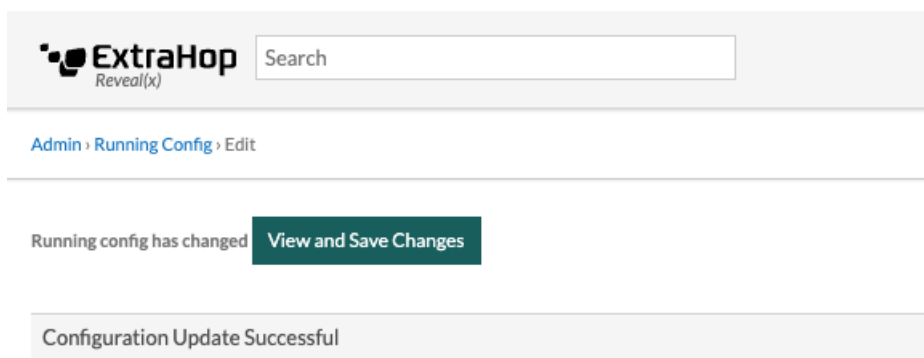 ExtraHop
Reveal(x)
Search
Admin › Running Config › Edit
Running config has changed View and Save Changes
Configuration Update Successful